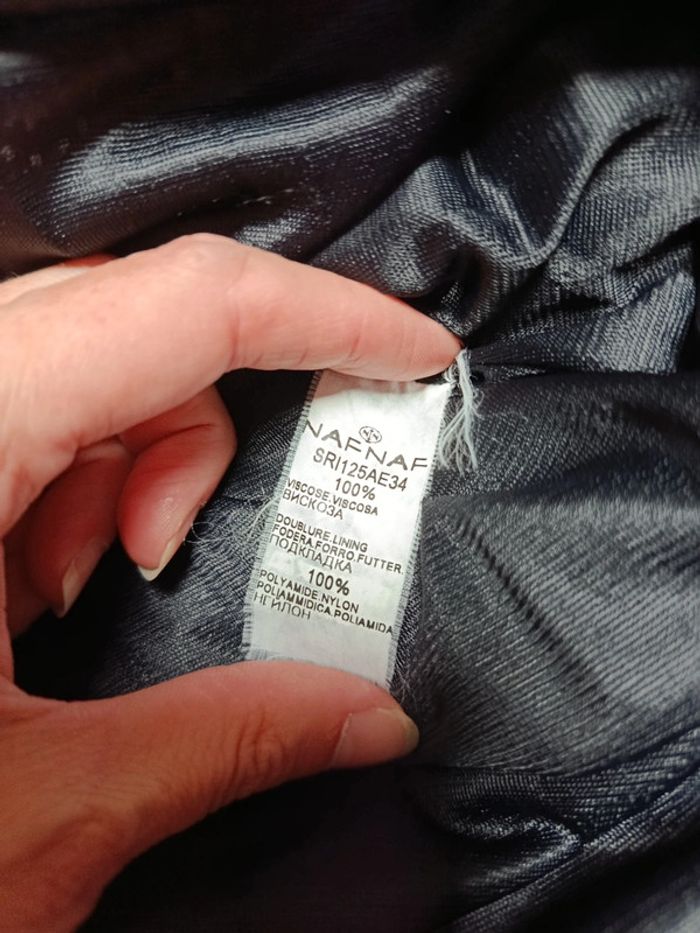 NAFNAF
SRI125AE34
100%
VISCOSE.VISCOSA
ВИСКОЗА
DOUBLURE.LINING
FODERA.FORRO.FUTTER.
ПОДКЛАДКА
100%
POLYAMIDE.NYLON
POLIAMMIDICA.POLIAMIDA
НЕЙЛОН